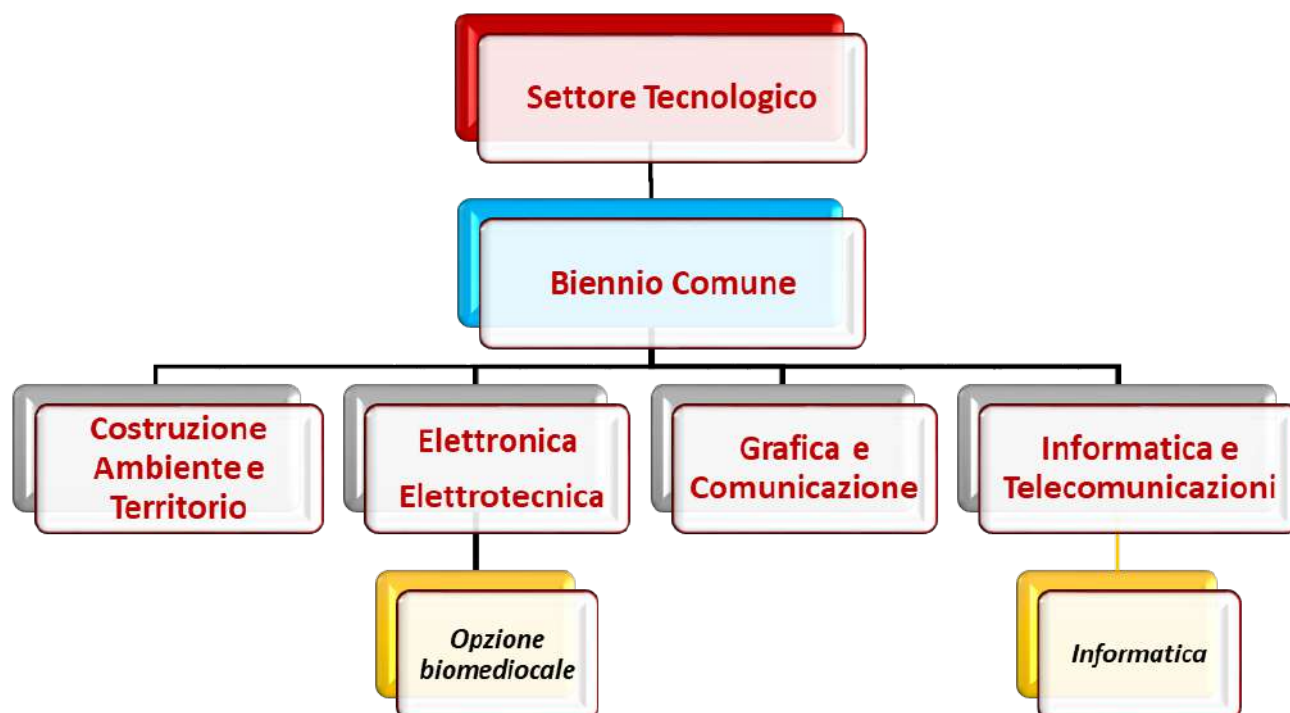 Settore Tecnologico
Biennio Comune
Costruzione
Ambiente e
Territorio
Elettronica
Elettrotecnica
Grafica e
Comunicazione
Informatica e
Telecomunicazioni
Opzione
biomediocale
Informatica